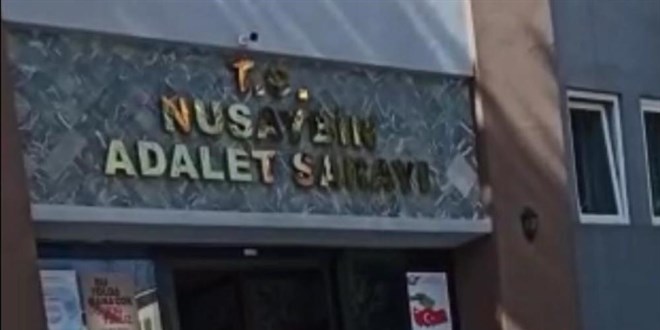 T.C.
NUSAYBİN
ADALET SARAYI